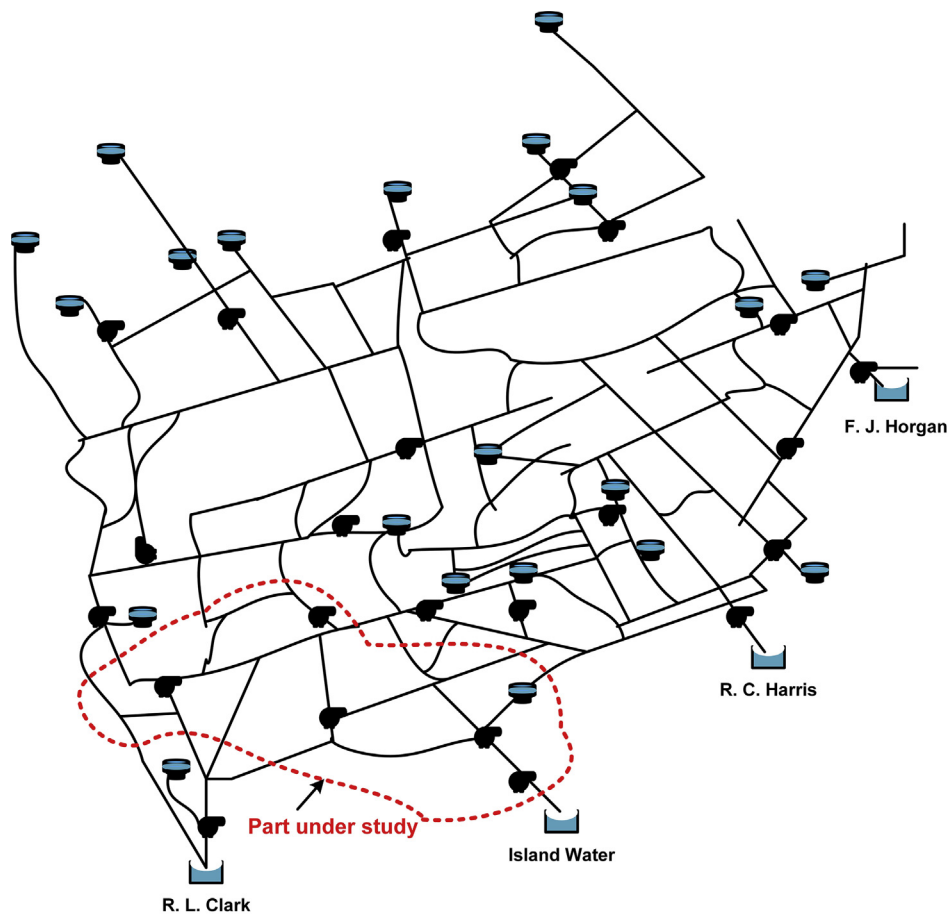 F. J. Horgan
R. C. Harris
Part under study
Island Water
R. L. Clark